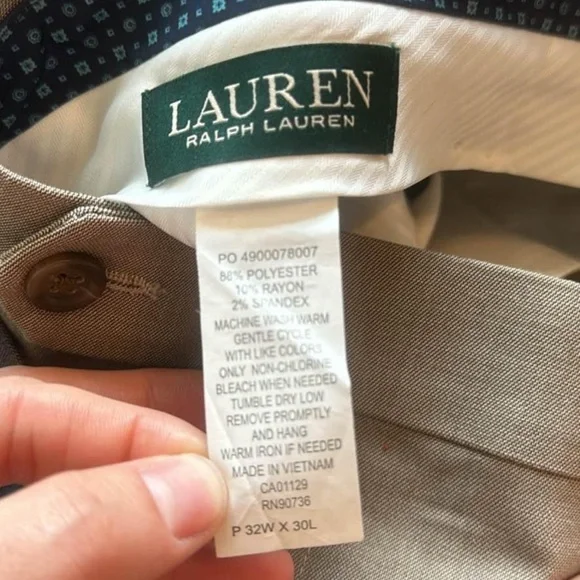 LAUREN
RALPH LAUREN
PO 4900078007
88% POLYESTER
10% RAYON
2% SPANDEX
MACHINE WASH WARM
GENTLE CYCLE
WITH LIKE COLORS
ONLY NON-CHLORINE
BLEACH WHEN NEEDED
TUMBLE DRY LOW
REMOVE PROMPTLY
AND HANG
WARM IRON IF NEEDED
MADE IN VIETNAM
CA01129
RN90736
P 32W X 30L